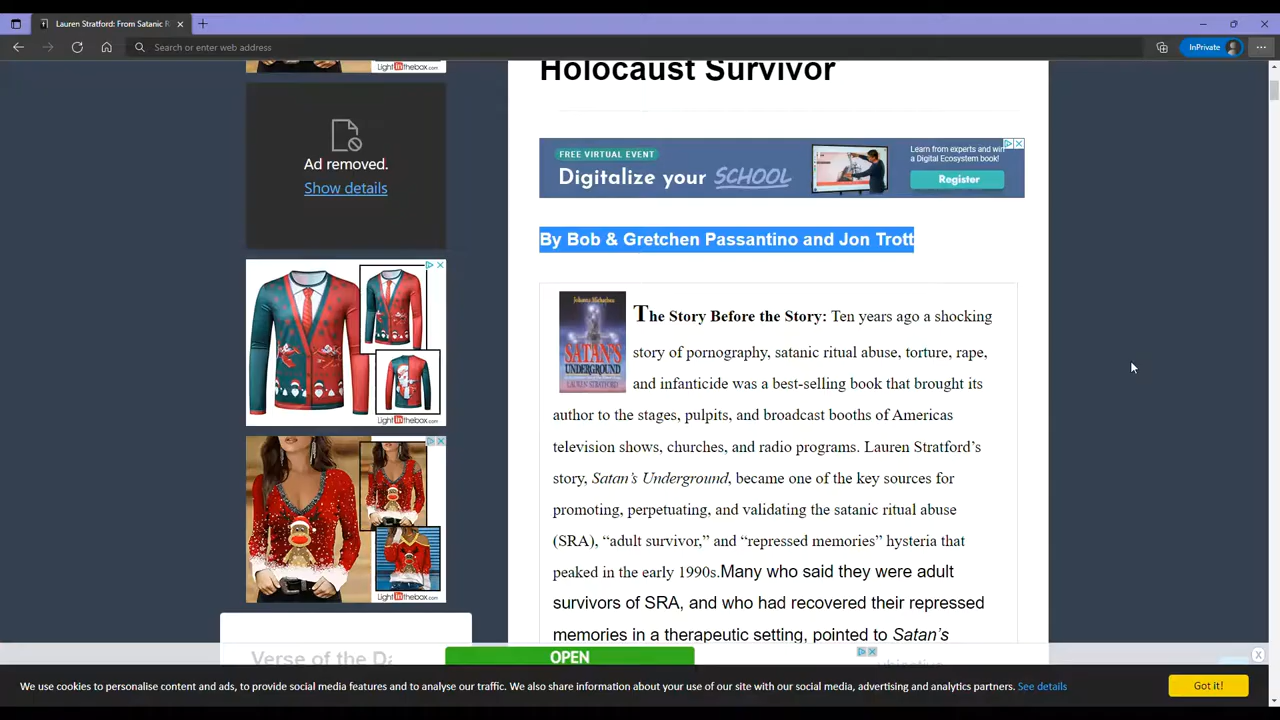 Lauren Stratford: From Satanic R
Search or enter web address
InPrivate
Holocaust Survivor
LightInthebox.com
Ad removed.
Show details
FREE VIRTUAL EVENT
Digitalize your SCHOOL
Learn from experts and win
a Digital Ecosystem book!
Register
By Bob & Gretchen Passantino and Jon Trott
LightInthebox.com
Johanna Michaelsen
SATAN'S
UNDERGROUND
LAUREN STRATFORD
The Story Before the Story: Ten years ago a shocking
story of pornography, satanic ritual abuse, torture, rape,
and infanticide was a best-selling book that brought its
author to the stages, pulpits, and broadcast booths of Americas
television shows, churches, and radio programs. Lauren Stratford’s
story, Satan’s Underground, became one of the key sources for
promoting, perpetuating, and validating the satanic ritual abuse
(SRA), “adult survivor,” and “repressed memories” hysteria that
peaked in the early 1990s.Many who said they were adult
survivors of SRA, and who had recovered their repressed
memories in a therapeutic setting, pointed to Satan’s
LightInthebox.com
Verse of the Da
OPEN
We use cookies to personalise content and ads, to provide social media features and to analyse our traffic. We also share information about your use of our site with our social media, advertising and analytics partners. See details
Got it!